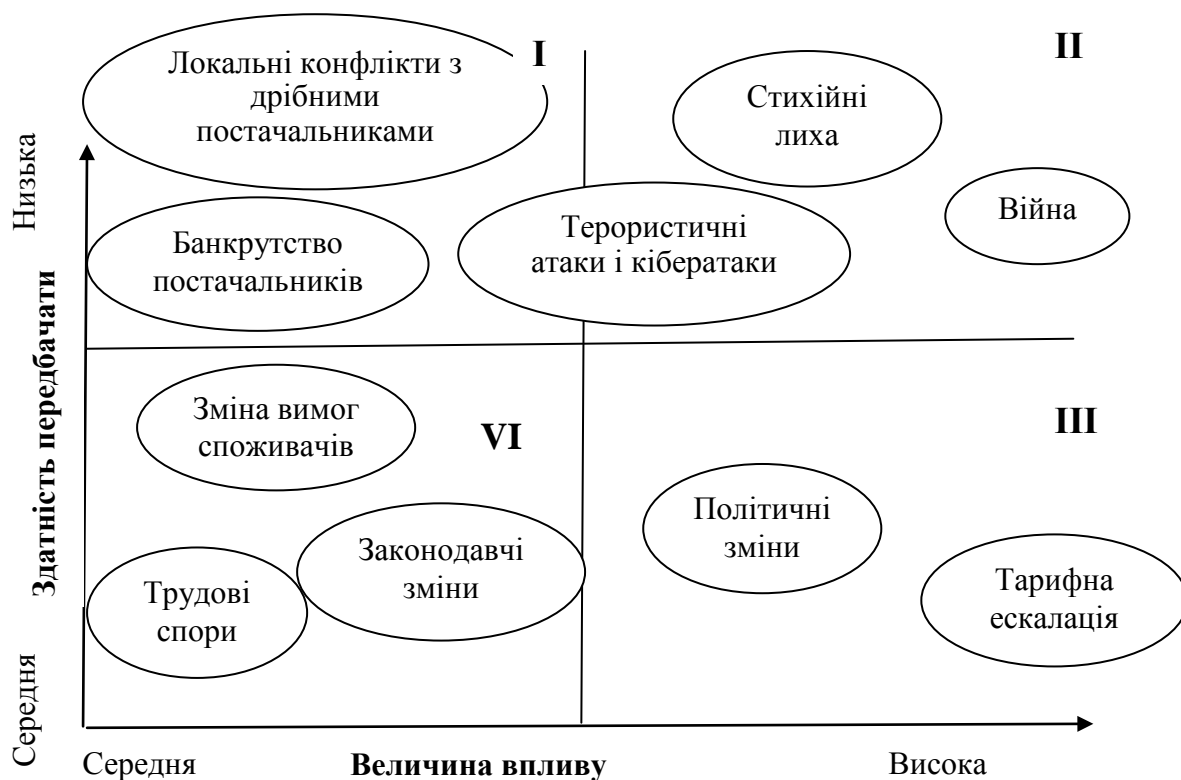 I
II
Локальні конфлікти з
дрібними
постачальниками
Стихійні
лиха
Низька
Війна
Банкрутство
постачальників
Терористичні
атаки і кібератаки
Здатність передбачати
Зміна вимог
споживачів
VI
III
Політичні
зміни
Законодавчі
зміни
Трудові
спори
Тарифна
ескалація
Середня
Середня
Величина впливу
Висока